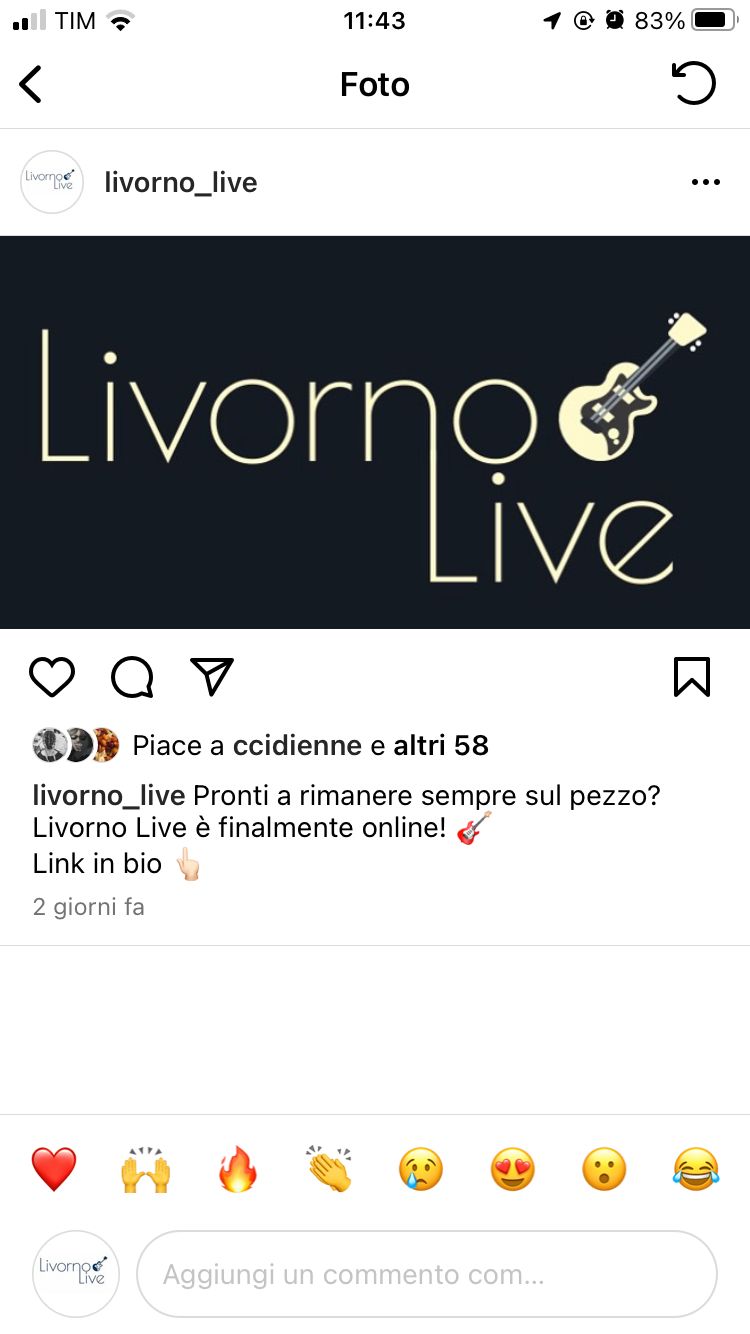 TIM 11:43 83%
Foto
Livorno
Live
livorno_live
Livorno
Live
Piace a ccidienne e altri 58
livorno_live Pronti a rimanere sempre sul pezzo?
Livorno Live è finalmente online! 🎸
Link in bio 👆🏻
2 giorni fa
Livorno
Live
Aggiungi un commento com...